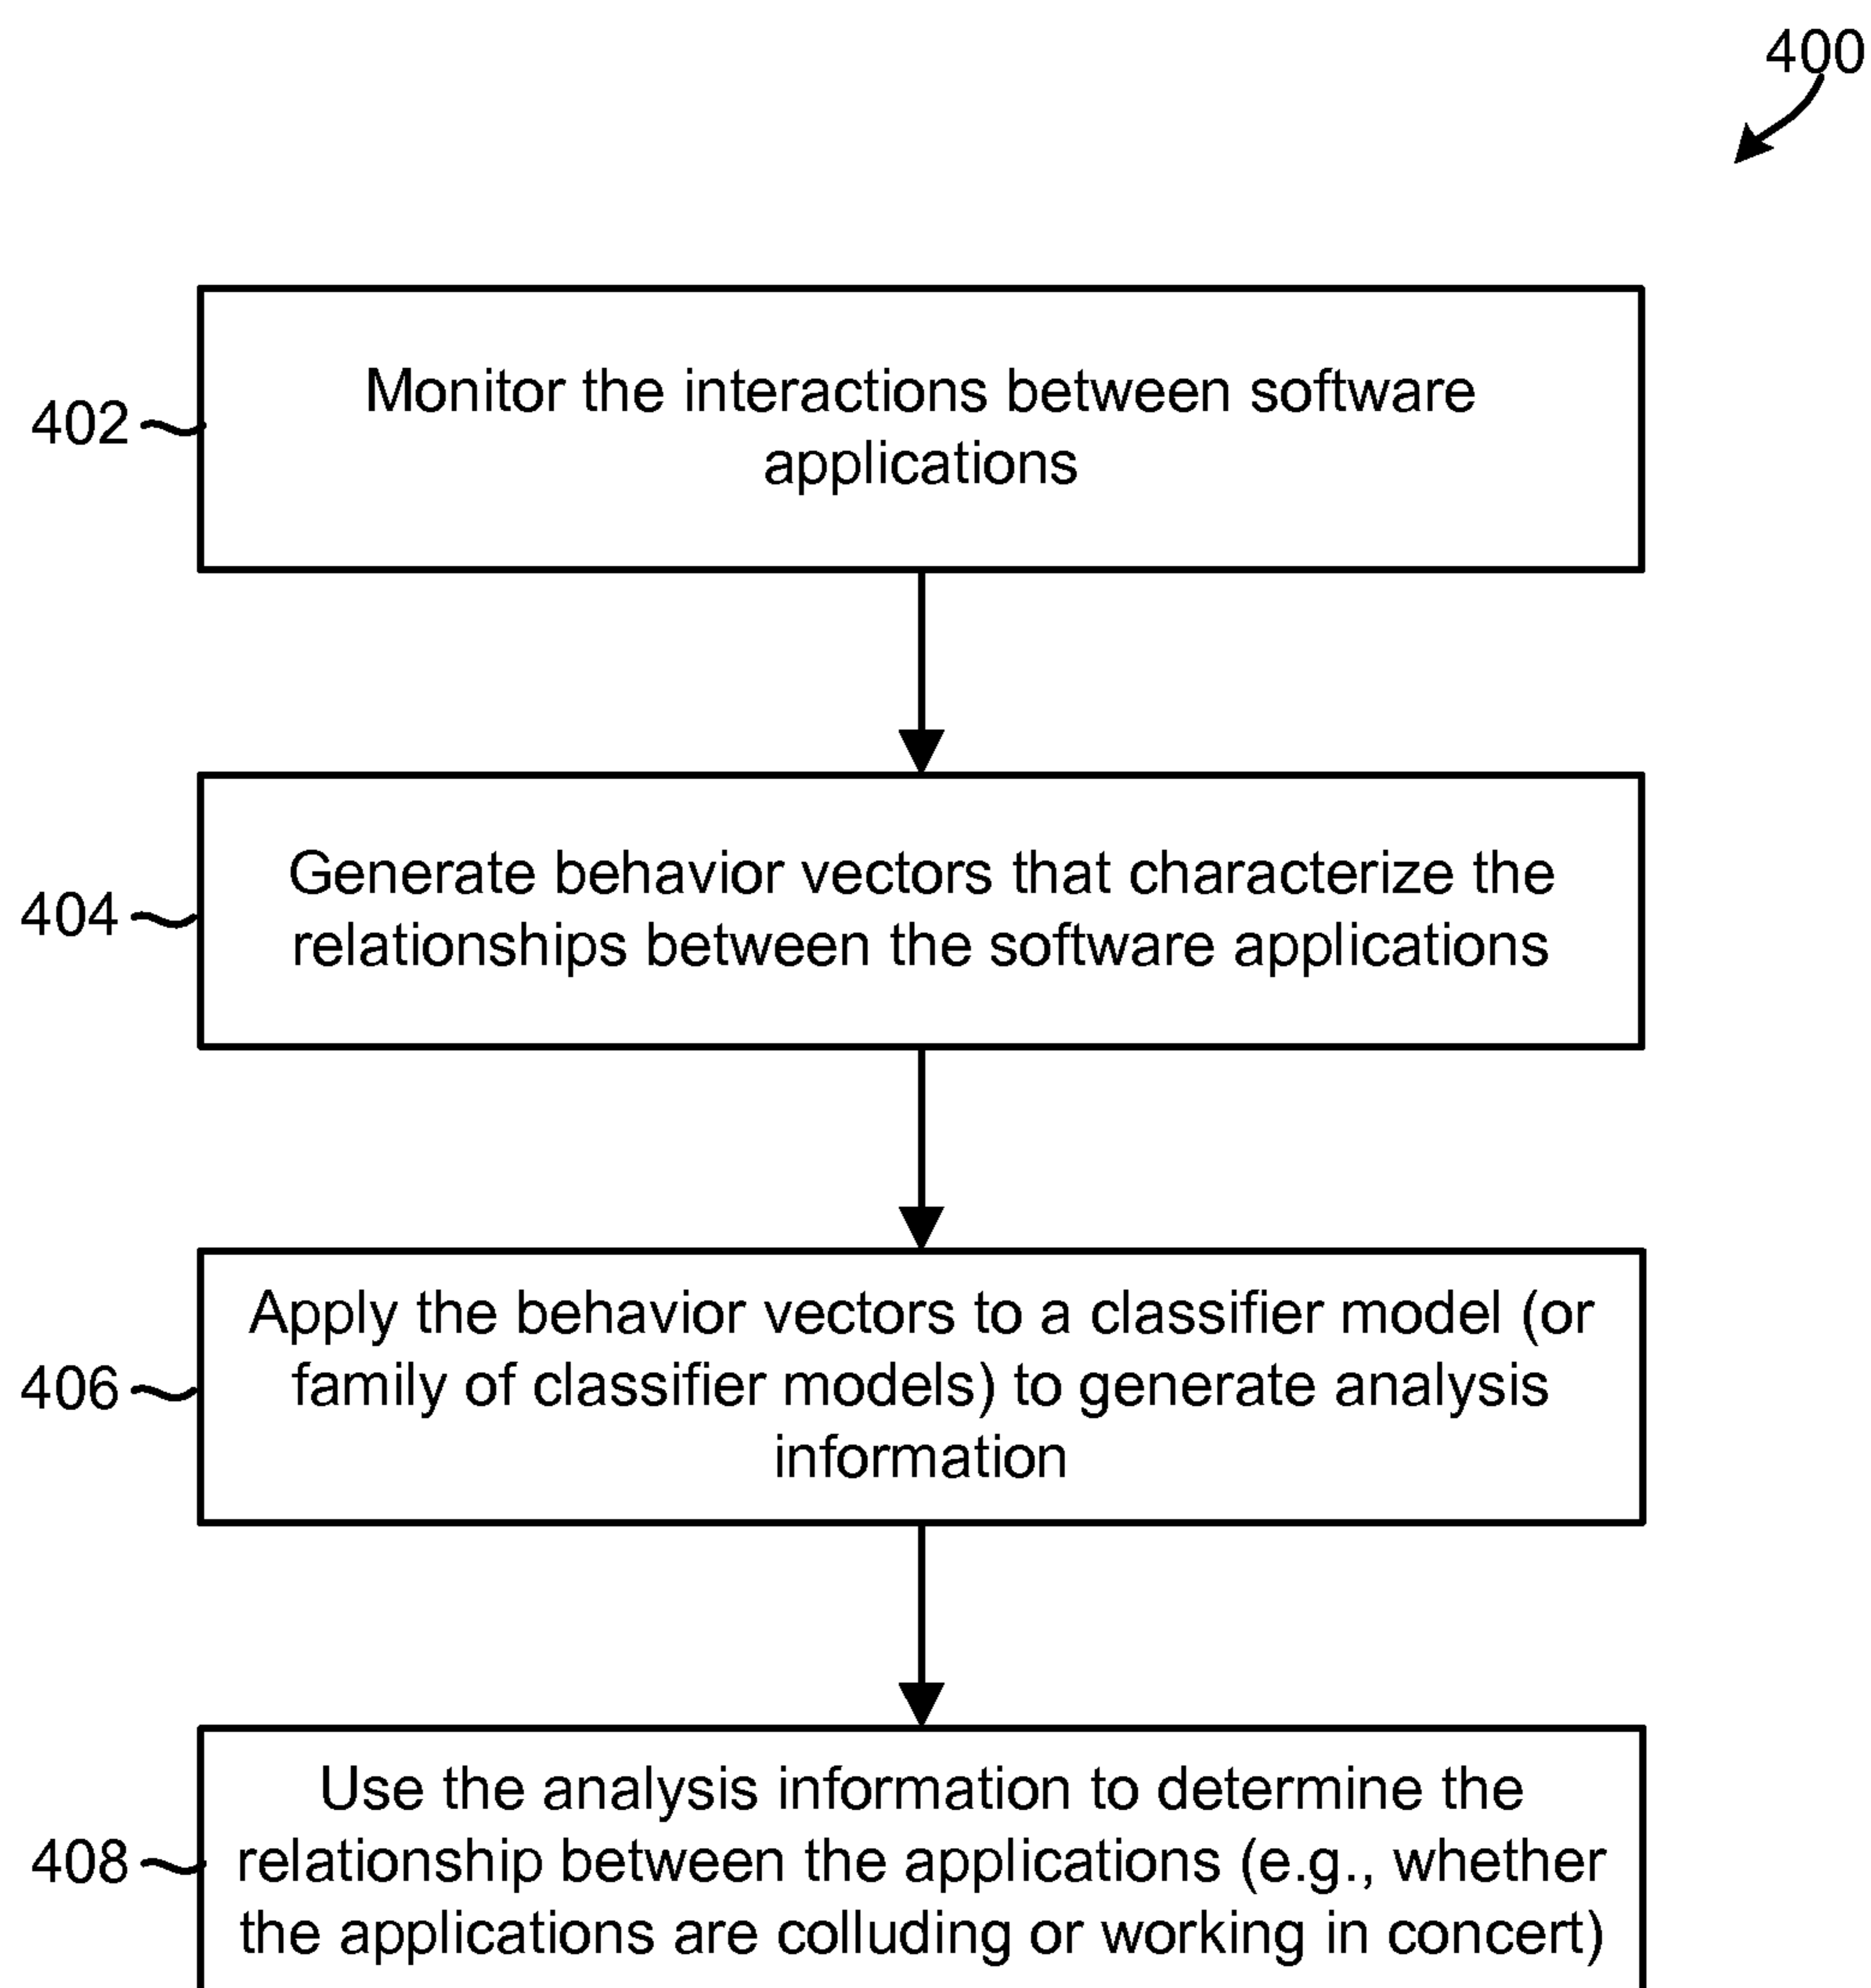 400
402
Monitor the interactions between software
applications
404
Generate behavior vectors that characterize the
relationships between the software applications
406
Apply the behavior vectors to a classifier model (or
family of classifier models) to generate analysis
information
408
Use the analysis information to determine the
relationship between the applications (e.g., whether
the applications are colluding or working in concert)